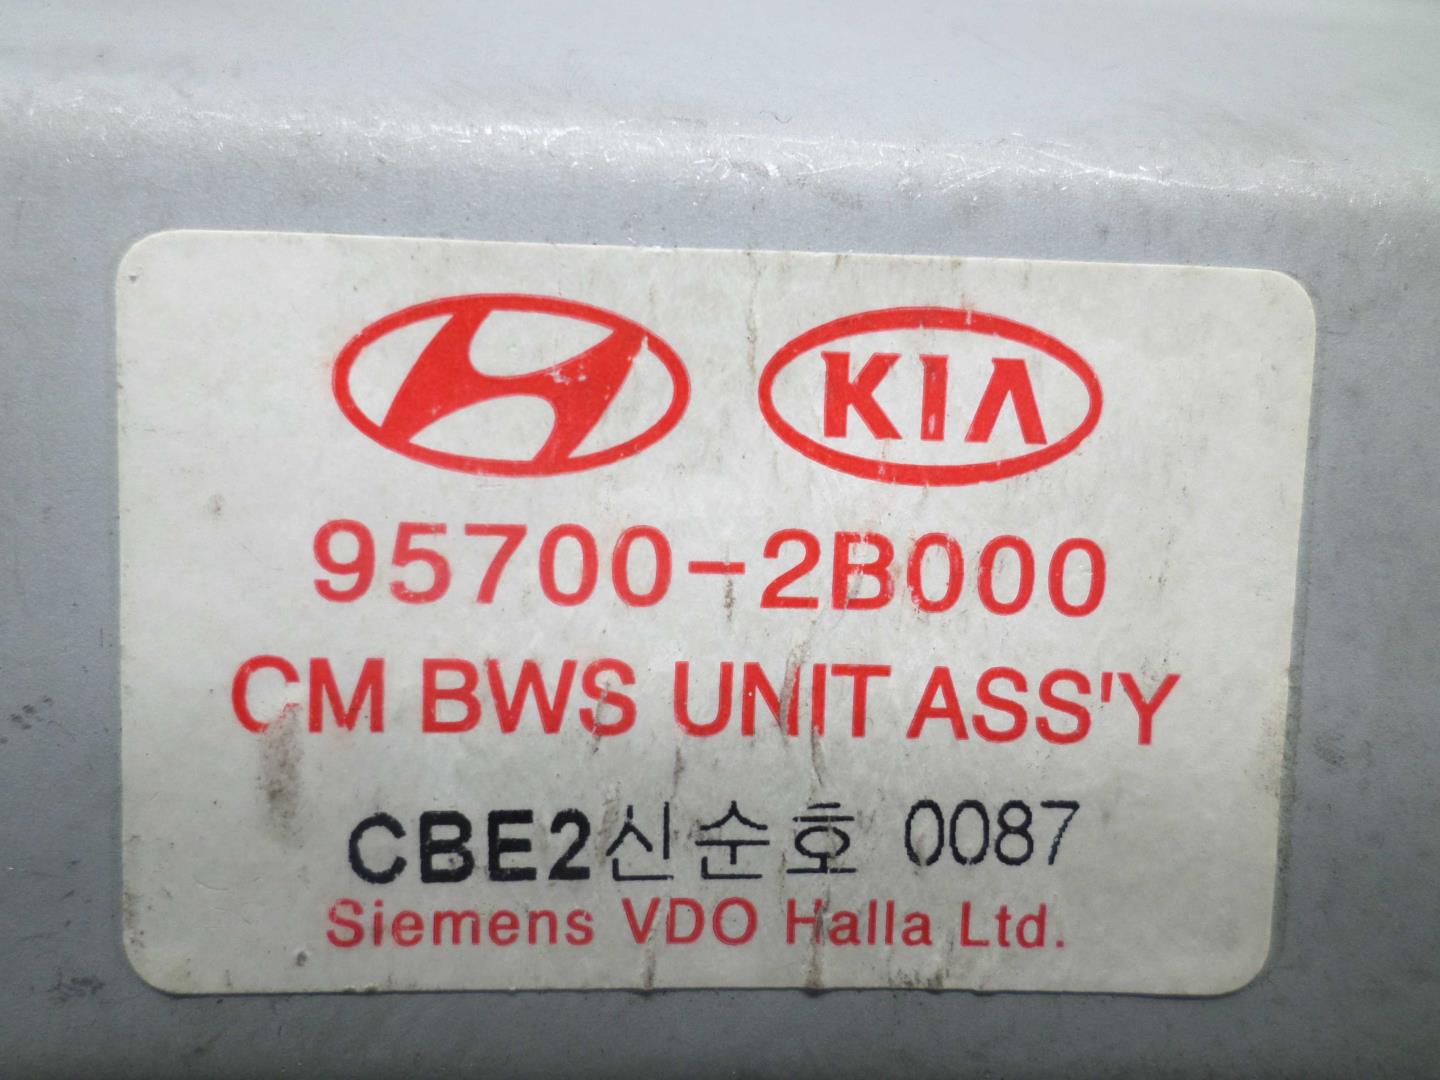 KIA
95700-2B000
CM BWS UNIT ASS'Y
CBE2신순호 0087
Siemens VDO Halla Ltd.